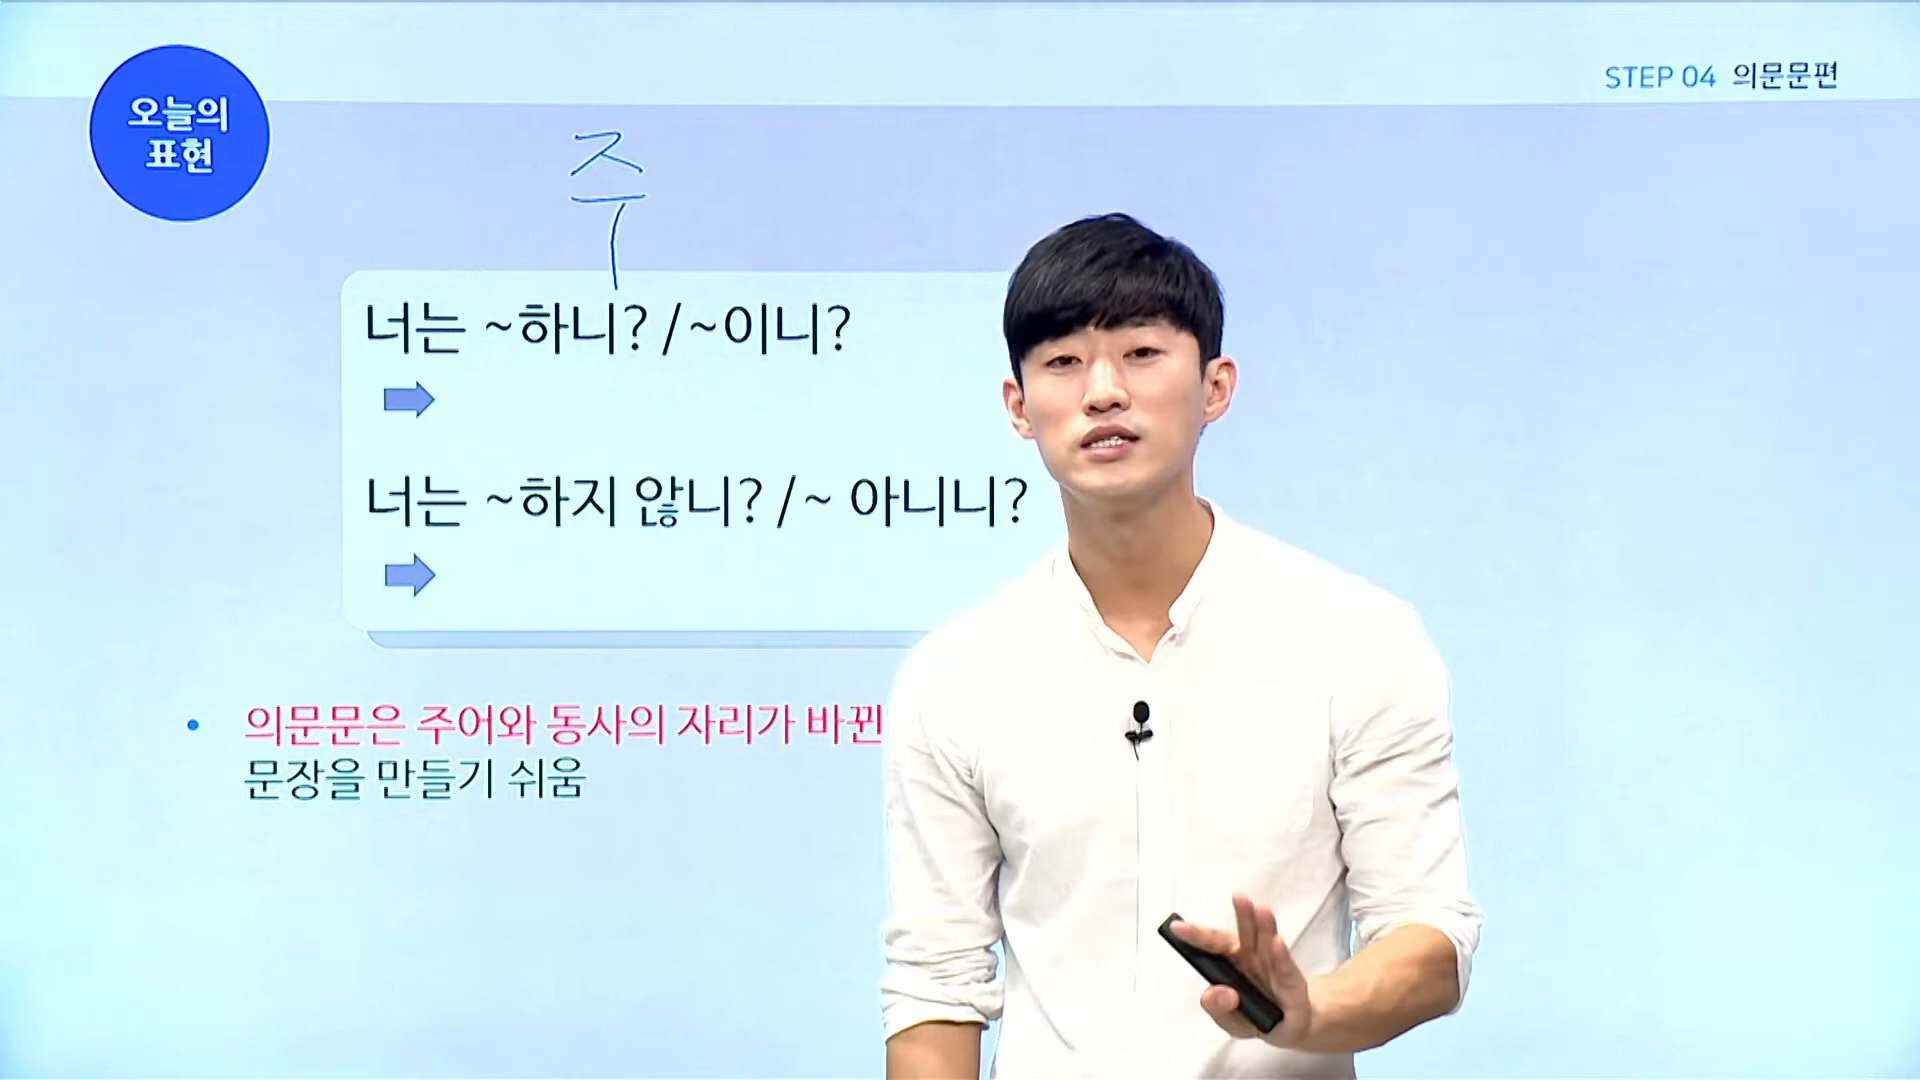 STEP 04 의문문편
오늘의
표현
주
너는 ~하니? / ~이니?
너는 ~하지 않니? / ~ 아니니?
• 의문문은 주어와 동사의 자리가 바뀐
문장을 만들기 쉬움